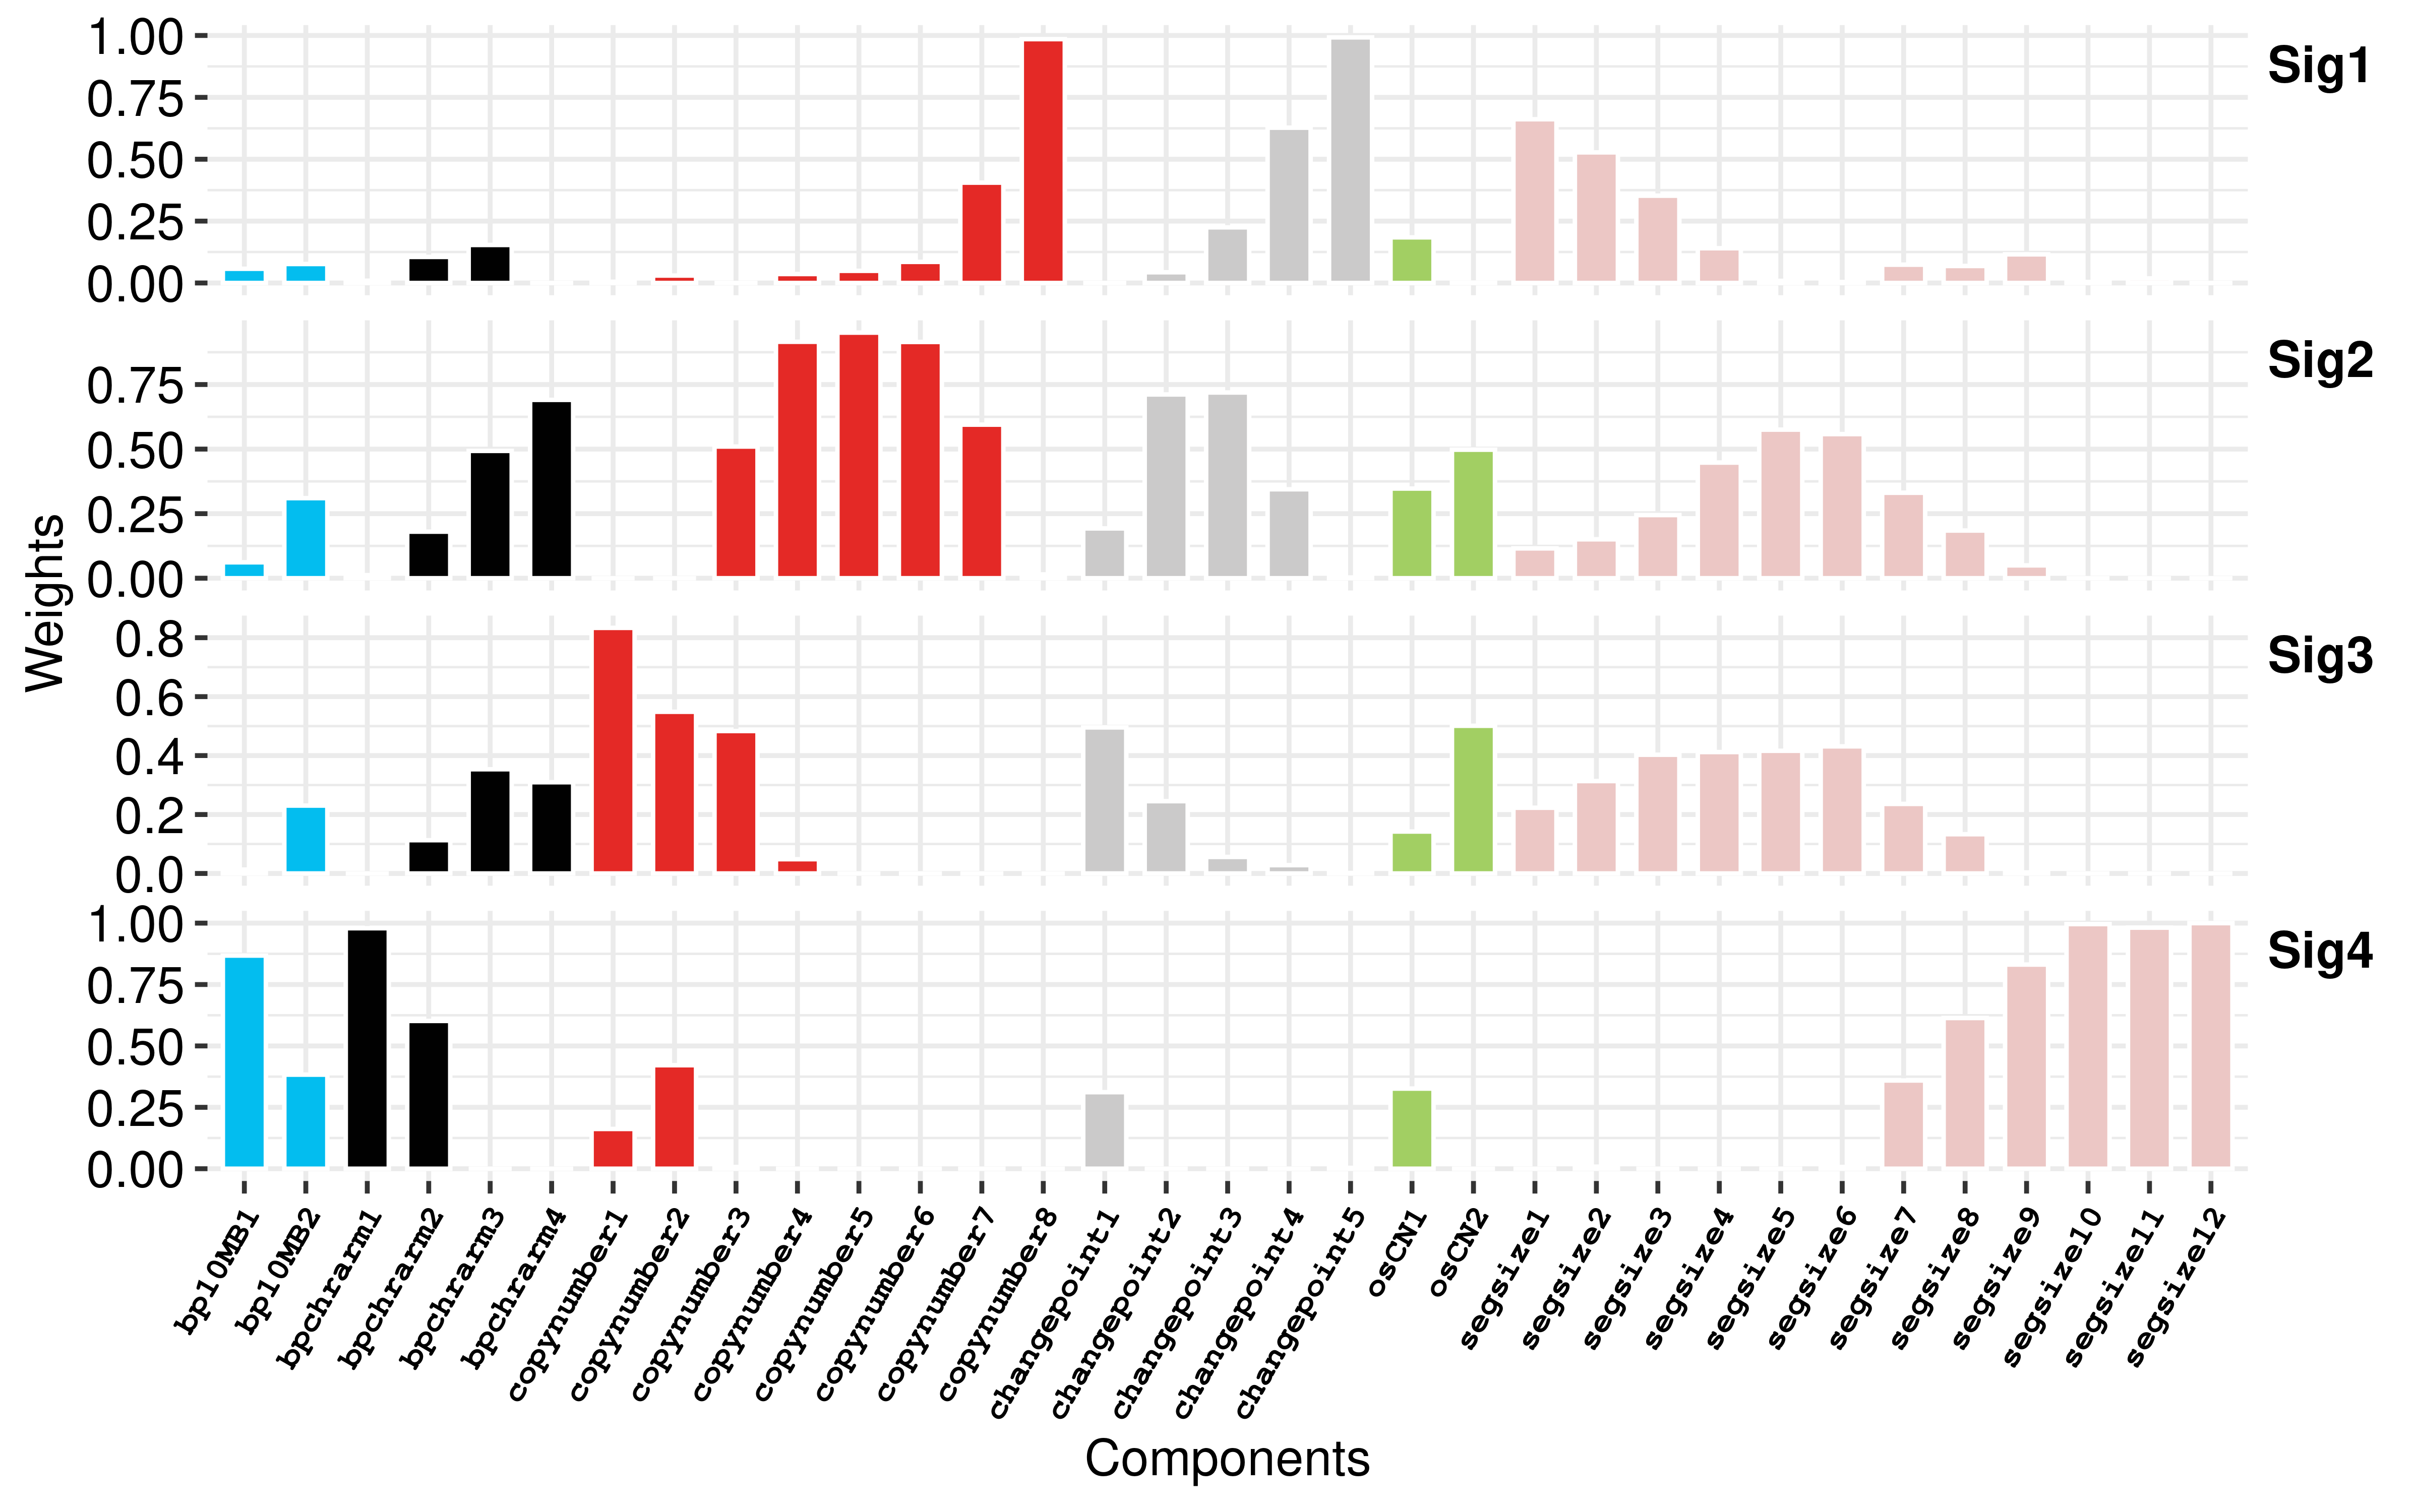 Weights
1.00
0.75
0.50
0.25
0.00
Sig1
0.75
0.50
0.25
0.00
Sig2
0.8
0.6
0.4
0.2
0.0
Sig3
1.00
0.75
0.50
0.25
0.00
Sig4
bp10MB1
bp10MB2
bpchrarm1
bpchrarm2
bpchrarm3
bpchrarm4
copynumber1
copynumber2
copynumber3
copynumber4
copynumber5
copynumber6
copynumber7
copynumber8
changepoint1
changepoint2
changepoint3
changepoint4
changepoint5
osCN1
osCN2
segsize1
segsize2
segsize3
segsize4
segsize5
segsize6
segsize7
segsize8
segsize9
segsize10
segsize11
segsize12
Components